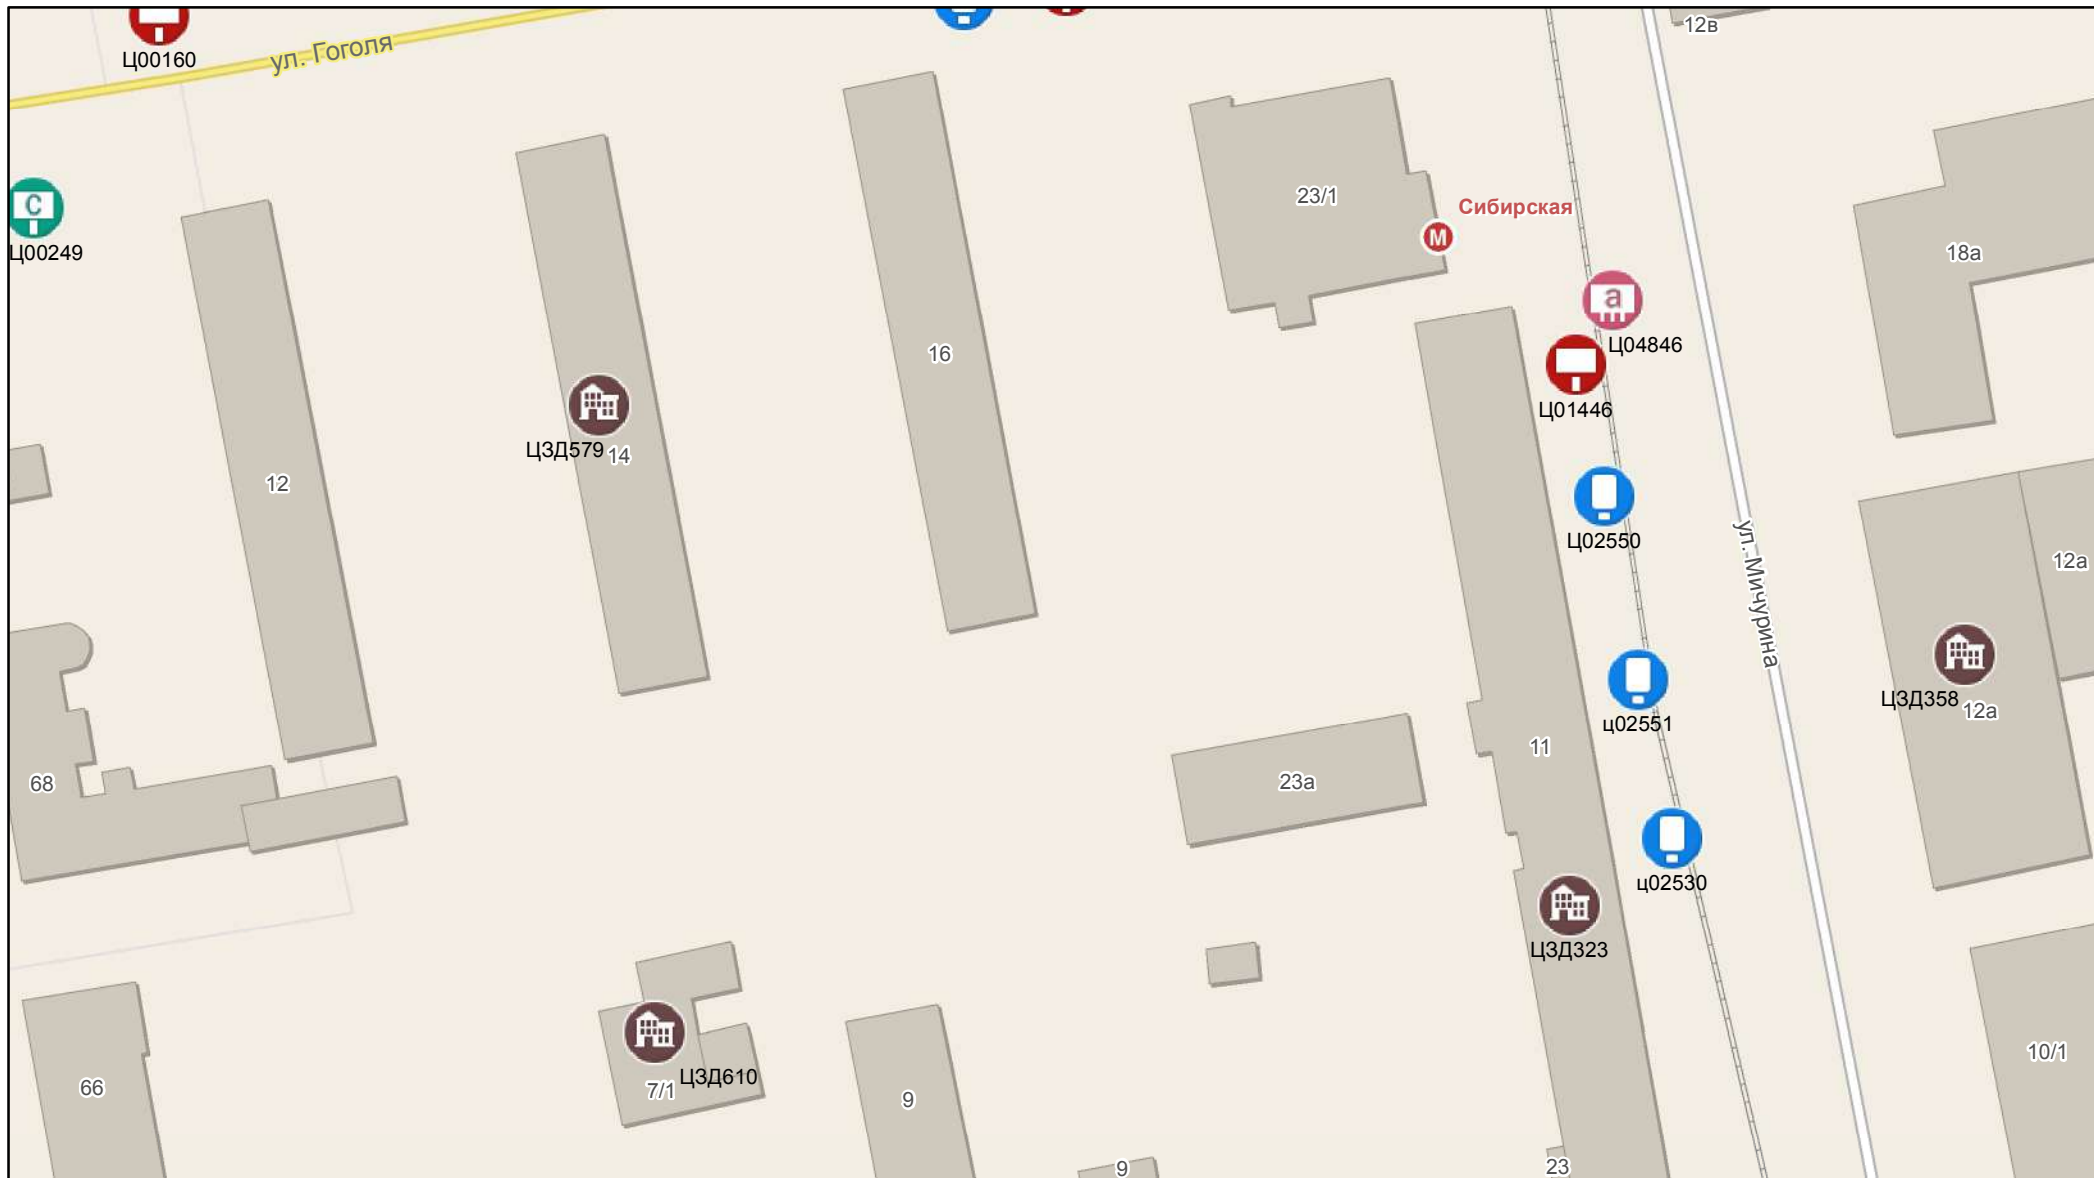 12в
ул. Гоголя
Ц00160
23/1
Сибирская
М
С
Ц00249
18а
а
Ц04846
16
Ц01446
ЦЗД579
14
12
Ц02550
12а
ул. Мичурина
ЦЗД358
12а
ц02551
11
68
23а
ц02530
ЦЗД323
10/1
ЦЗД610
7/1
66
9
9
23